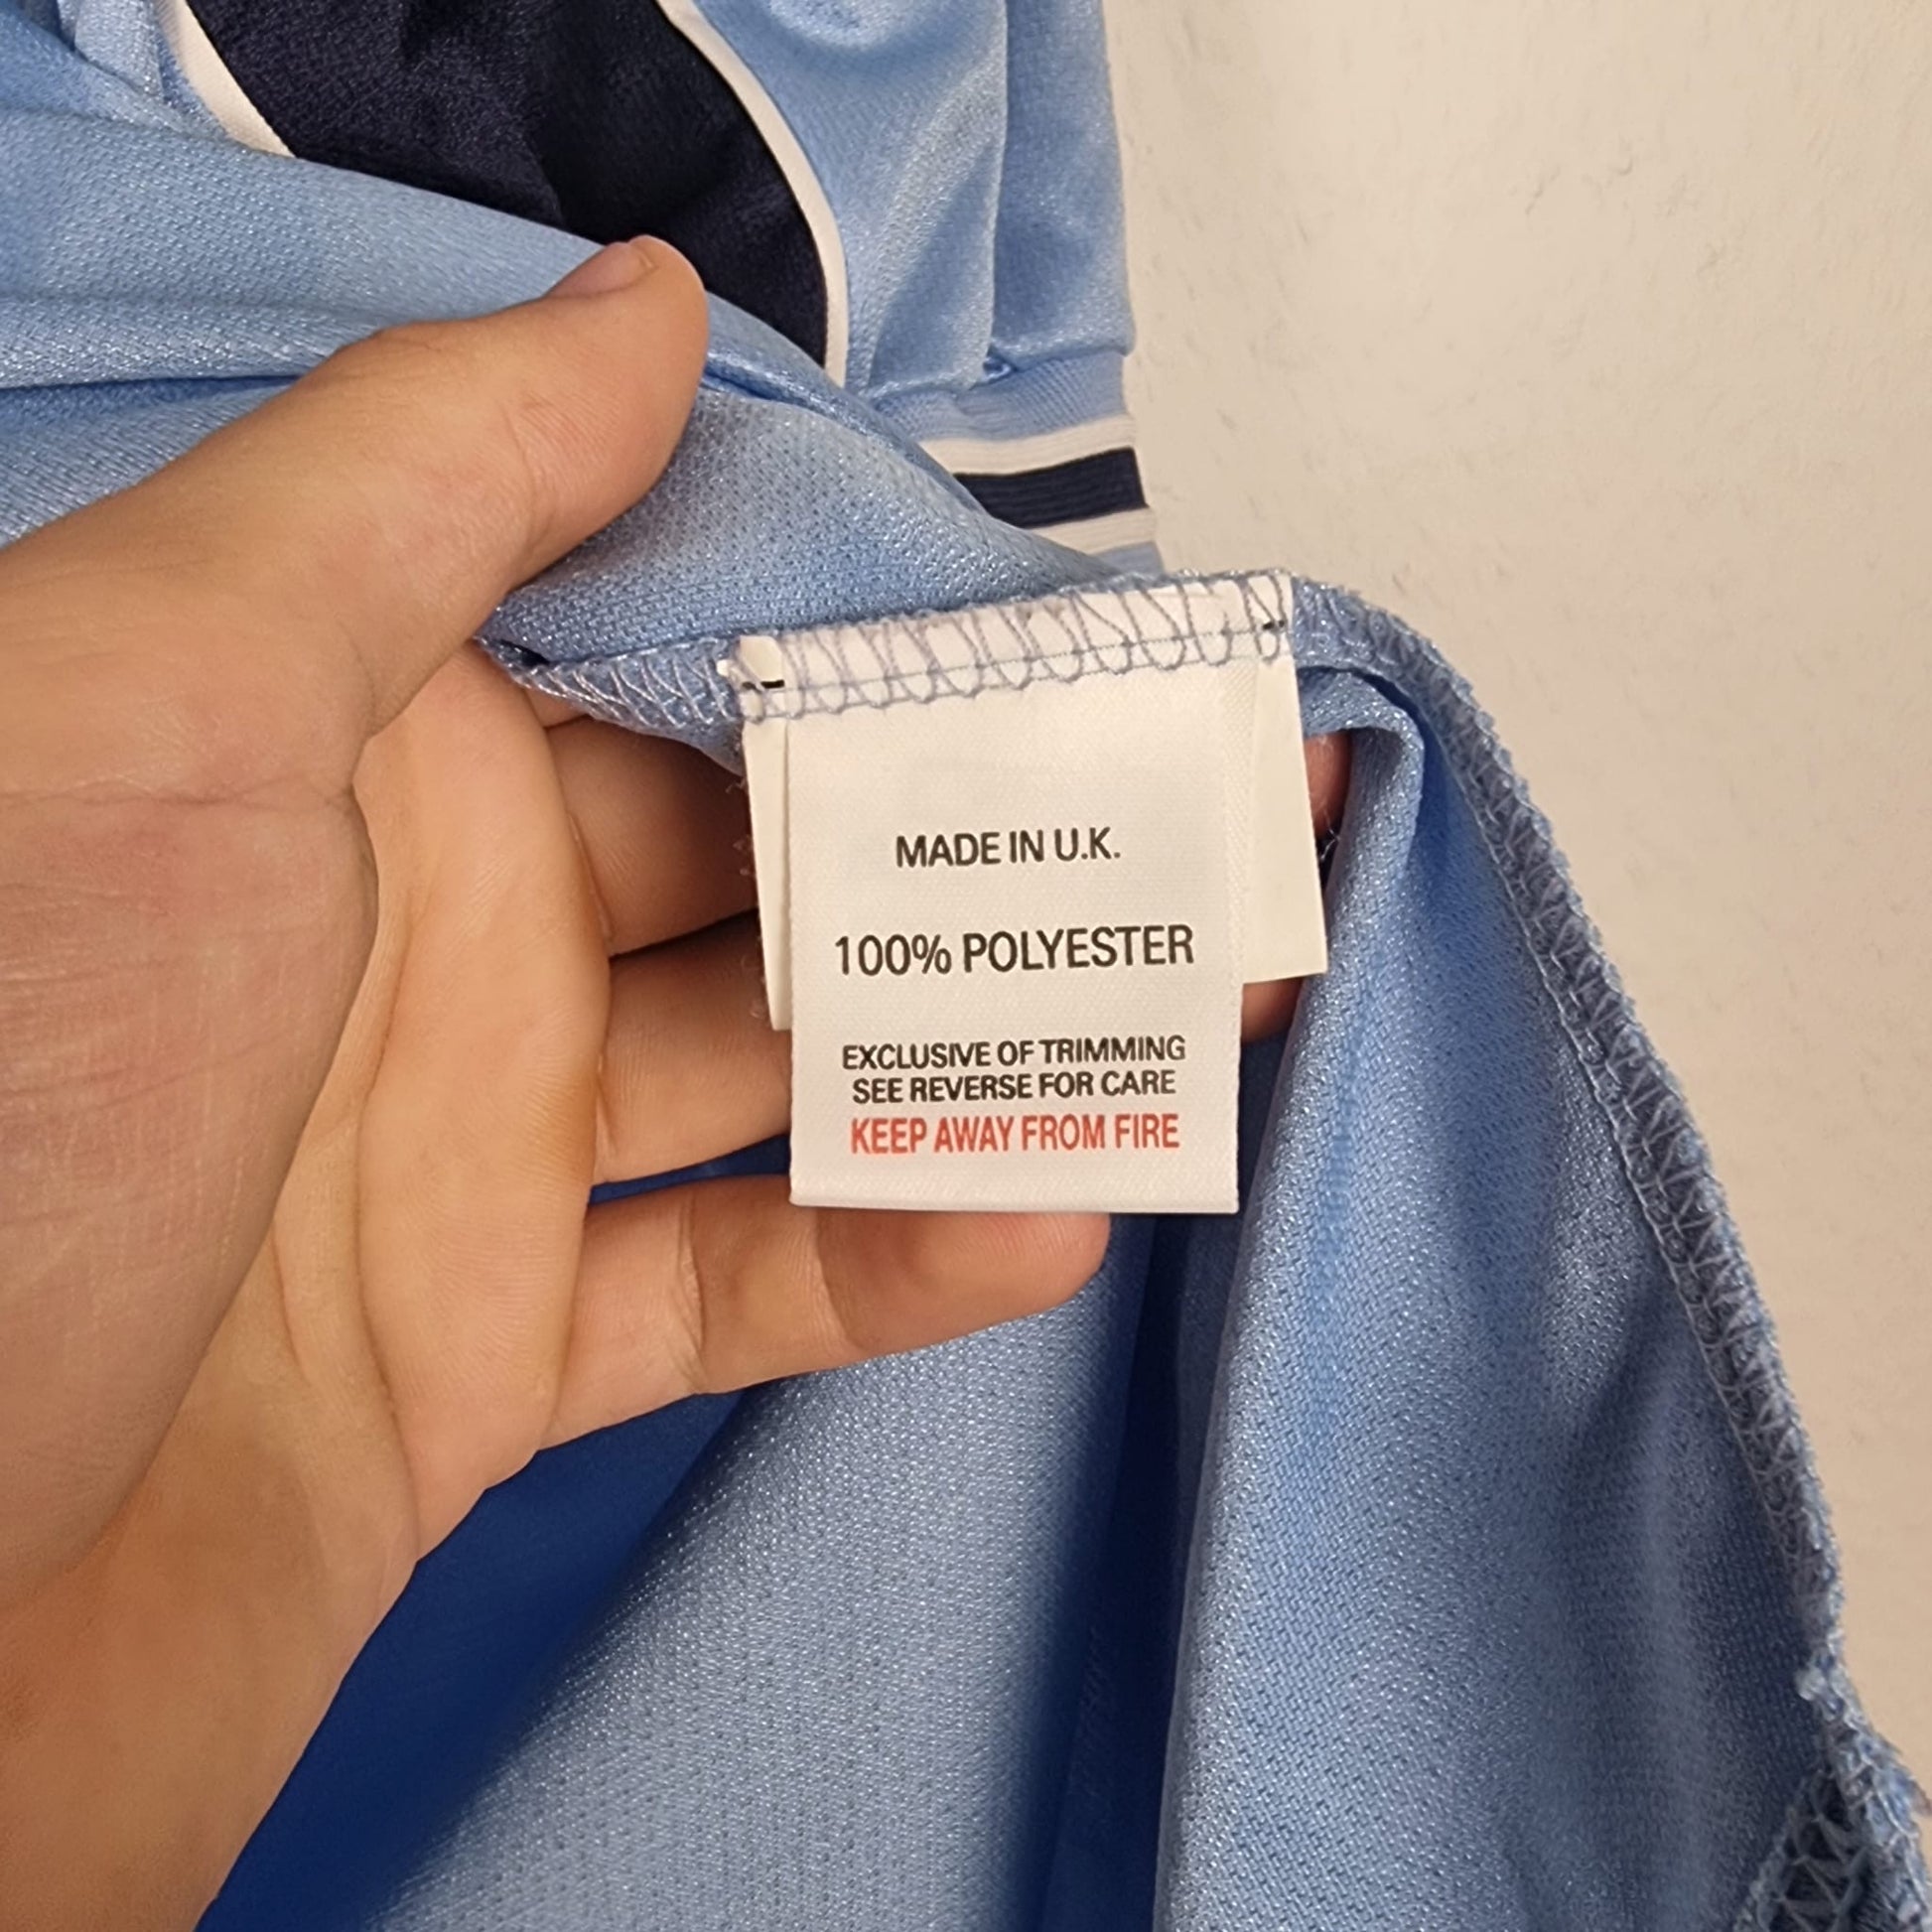 MADE IN U.K.
100% POLYESTER
EXCLUSIVE OF TRIMMING
SEE REVERSE FOR CARE
KEEP AWAY FROM FIRE